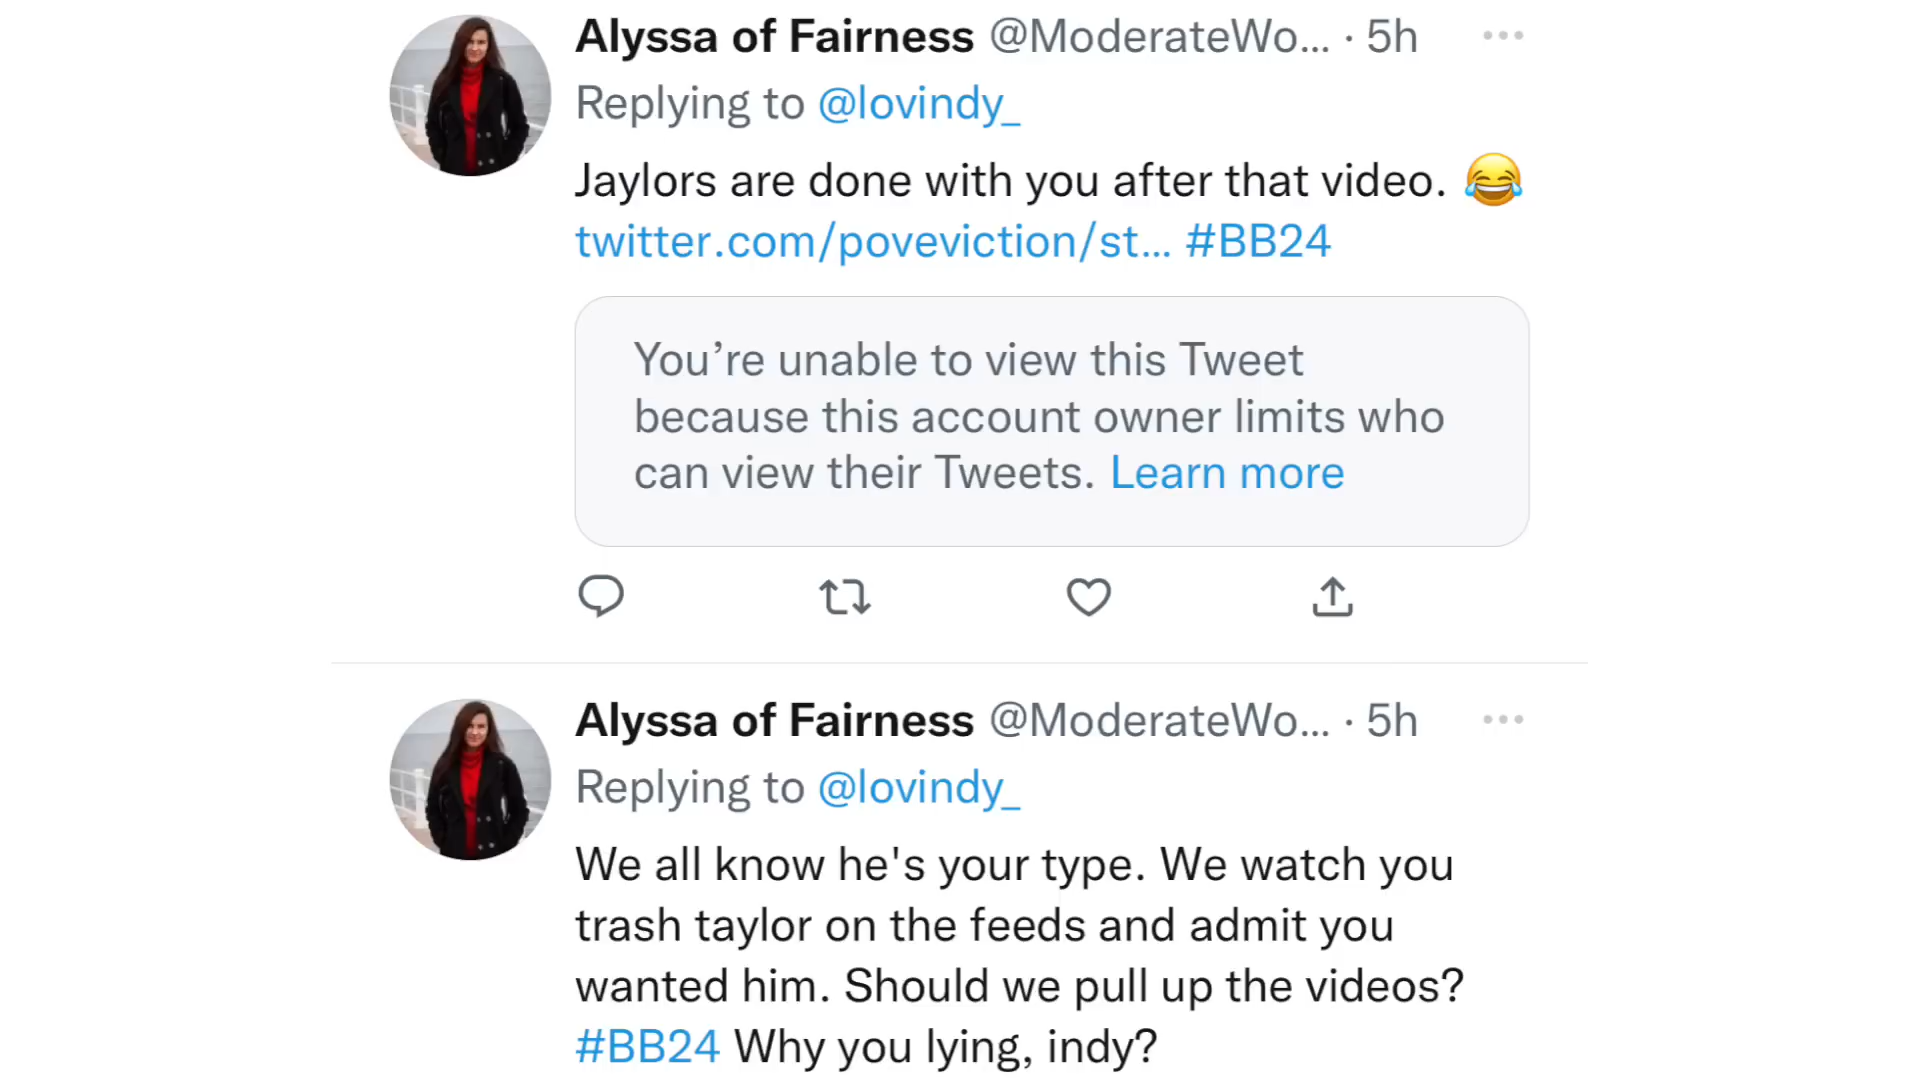 Alyssa of Fairness @ModerateWo... · 5h
Replying to @lovindy_
Jaylors are done with you after that video. 😂
twitter.com/poveviction/st... #BB24
You’re unable to view this Tweet
because this account owner limits who
can view their Tweets. Learn more
Alyssa of Fairness @ModerateWo... · 5h
Replying to @lovindy_
We all know he's your type. We watch you
trash taylor on the feeds and admit you
wanted him. Should we pull up the videos?
#BB24 Why you lying, indy?